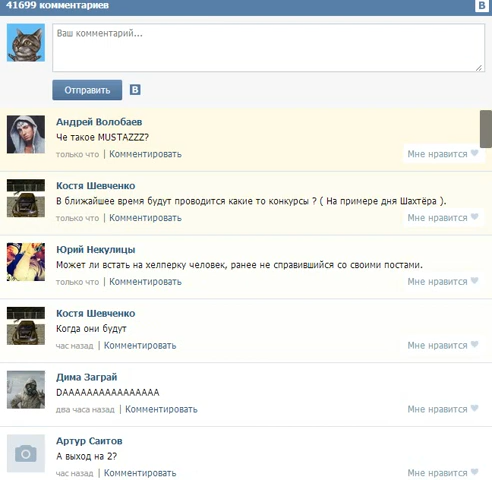 41699 комментариев
B
Ваш комментарий...
Отправить B
Андрей Волобаев
Че такое MUSTAZZZ?
только что | Комментировать Мне нравится
Костя Шевченко
В ближайшее время будут проводится какие то конкурсы ? ( На примере дня Шахтёра ).
только что | Комментировать Мне нравится
Юрий Некулицы
Может ли встать на хелперку человек, ранее не справившийся со своими постами.
только что | Комментировать Мне нравится
Костя Шевченко
Когда они будут
час назад | Комментировать Мне нравится
Дима Заграй
DAAAAAAAAAAAAAAAA
два часа назад | Комментировать Мне нравится
Артур Саитов
А выход на 2?
час назад | Комментировать Мне нравится